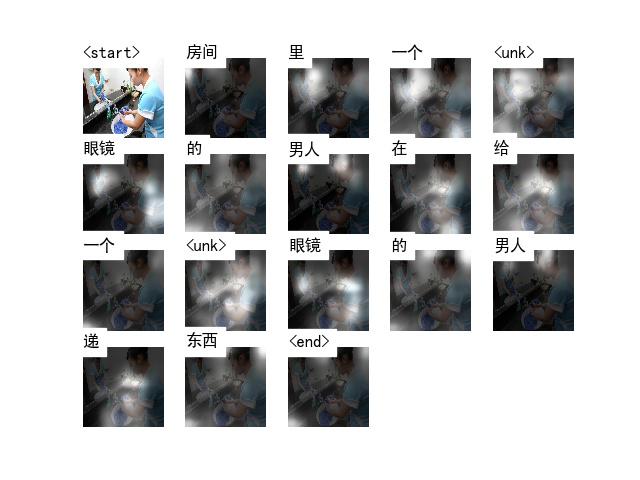 <start> 房间 里 一个 <unk>
眼镜 的 男人 在 给
一个 <unk> 眼镜 的 男人
递 东西 <end>